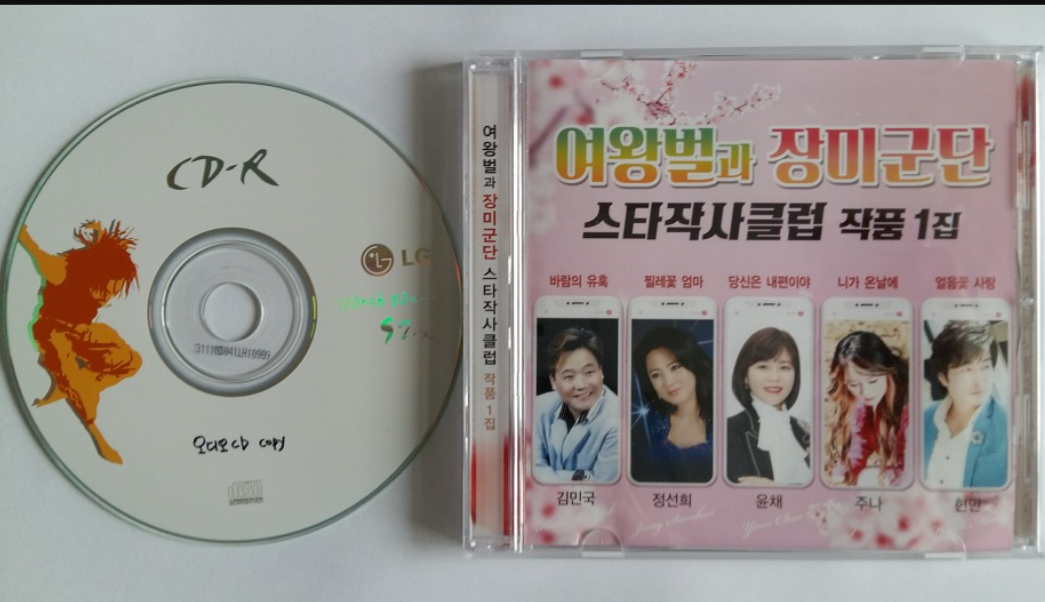 CD-R
LG
오디오CD copy
여왕벌과 장미군단 스타작사클럽 작품 1집
여왕벌과 장미군단
스타작사클럽 작품 1집
바람의 유혹
찔레꽃 엄마
당신은 내편이야
니가 온날에
얼음꽃 사랑
김민국
정선희
윤채
주나
현민